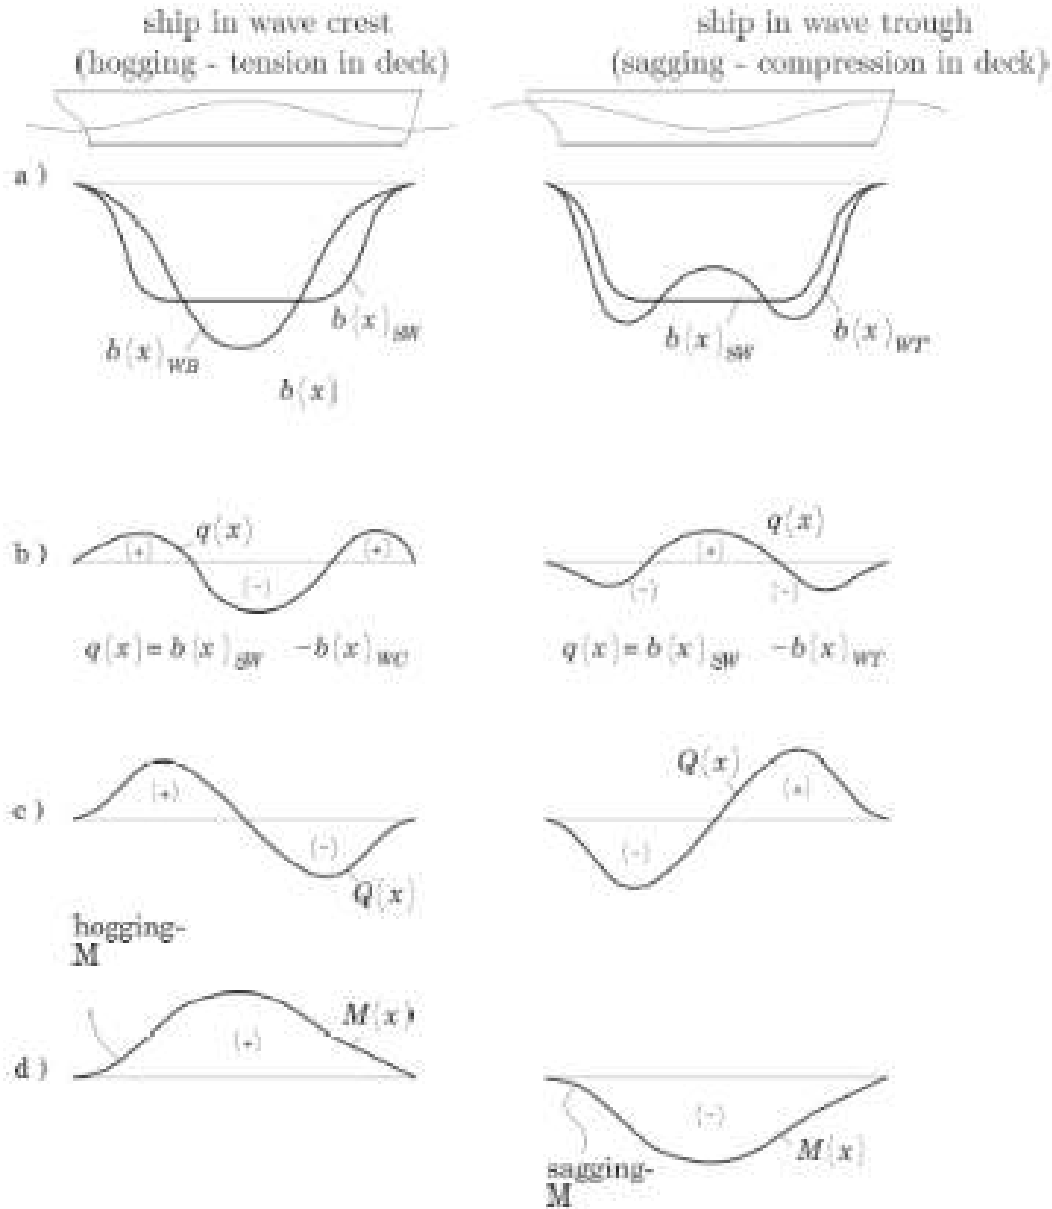 ship in wave crest
(hogging - tension in deck)
ship in wave trough
(sagging - compression in deck)
a )
b(x)WB
b(x)SW
b(x)
b(x)SW
b(x)WT
b )
(+)
q(x)
(-)
(+)
q(x)= b(x)SW -b(x)WC
(-)
(+)
q(x)
(-)
q(x)= b(x)SW -b(x)WT
c )
(+)
(-)
Q(x)
(-)
Q(x)
(+)
hogging-
M
d )
(+)
M(x)
(-)
M(x)
sagging-
M